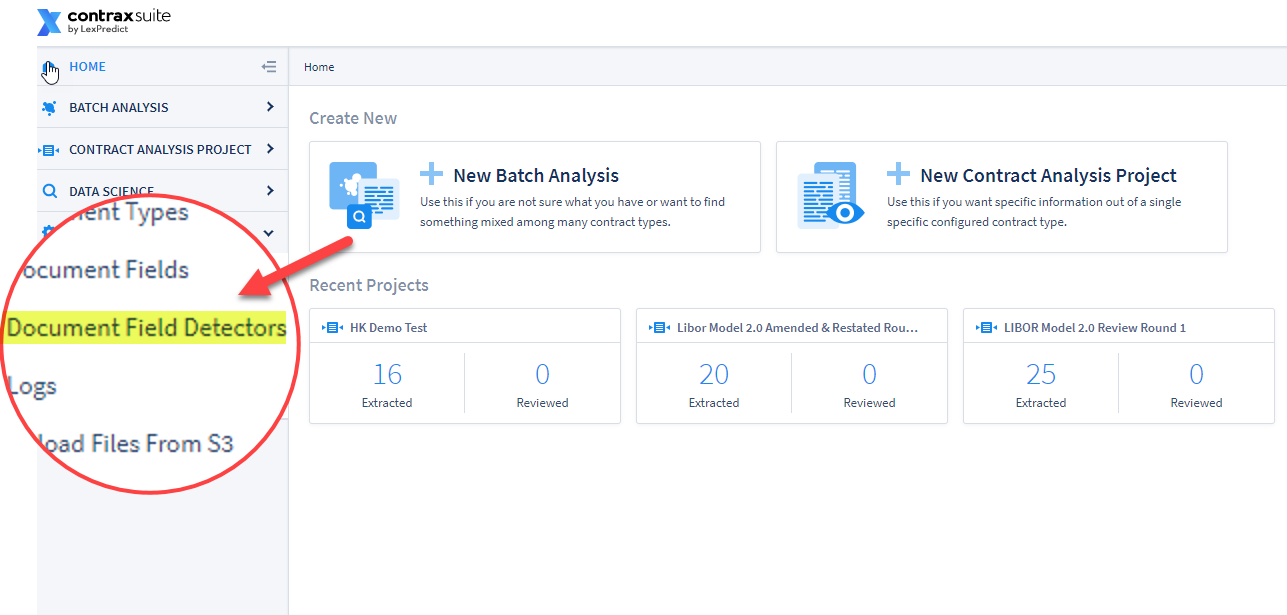 contraxsuite
by LexPredict
HOME
Home
BATCH ANALYSIS
CONTRACT ANALYSIS PROJECT
DATA SCIENCE
ment Types
ocument Fields
Document Field Detectors
Logs
load Files From S3
Create New
New Batch Analysis
Use this if you are not sure what you have or want to find
something mixed among many contract types.
New Contract Analysis Project
Use this if you want specific information out of a single
specific configured contract type.
Recent Projects
HK Demo Test
16 0
Extracted Reviewed
Libor Model 2.0 Amended & Restated Rou...
20 0
Extracted Reviewed
LIBOR Model 2.0 Review Round 1
25 0
Extracted Reviewed